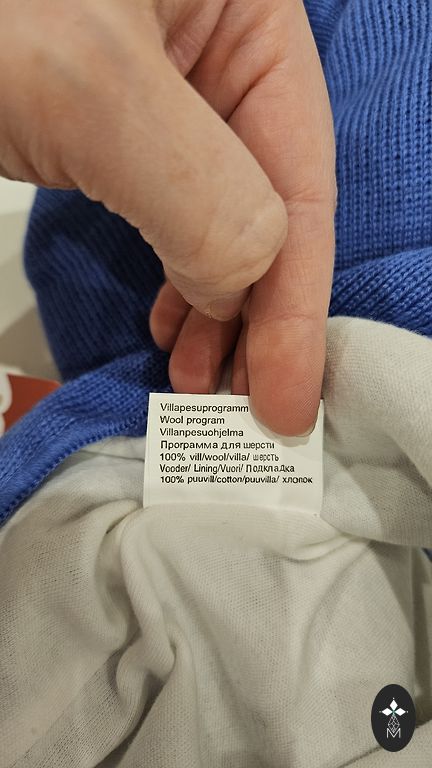 Villapesuprogramm
Wool program
Villanpesuohjelma
Программа для шерсти
100% vill/wool/villa/ шерсть
Vooder/ Lining/Vuori/ Подкладка
100% puuvill/cotton/puuvilla/ хлопок
M